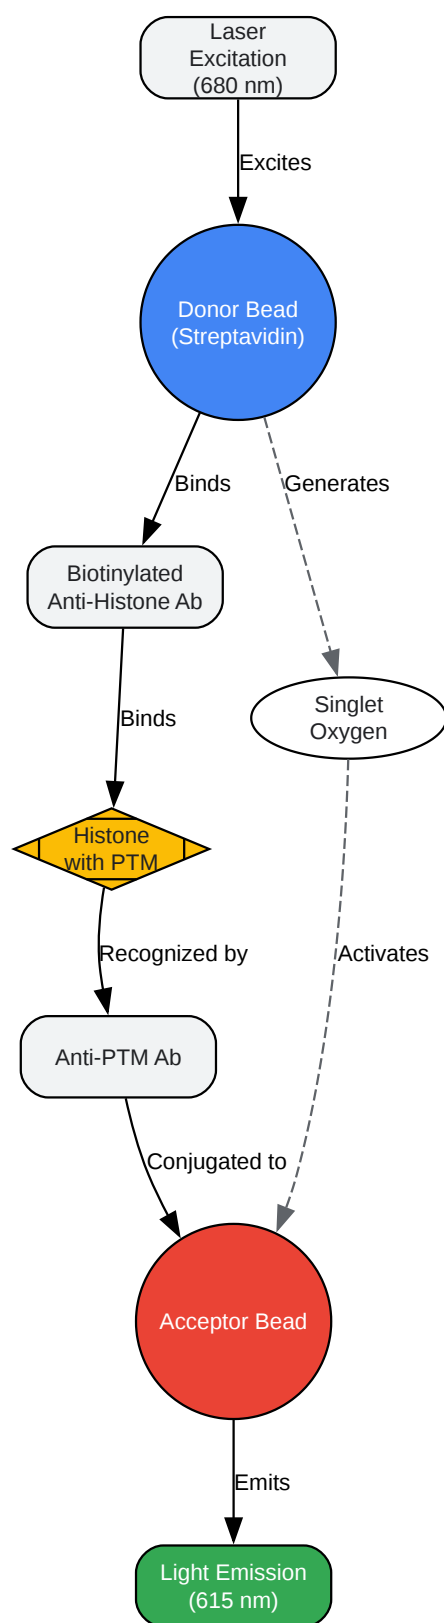 Laser
Excitation
(680 nm)
Excites
Donor Bead
(Streptavidin)
Binds
Generates
Biotinylated
Anti-Histone Ab
Singlet
Oxygen
Binds
Histone
with PTM
Recognized by
Activates
Anti-PTM Ab
Conjugated to
Acceptor Bead
Emits
Light Emission
(615 nm)